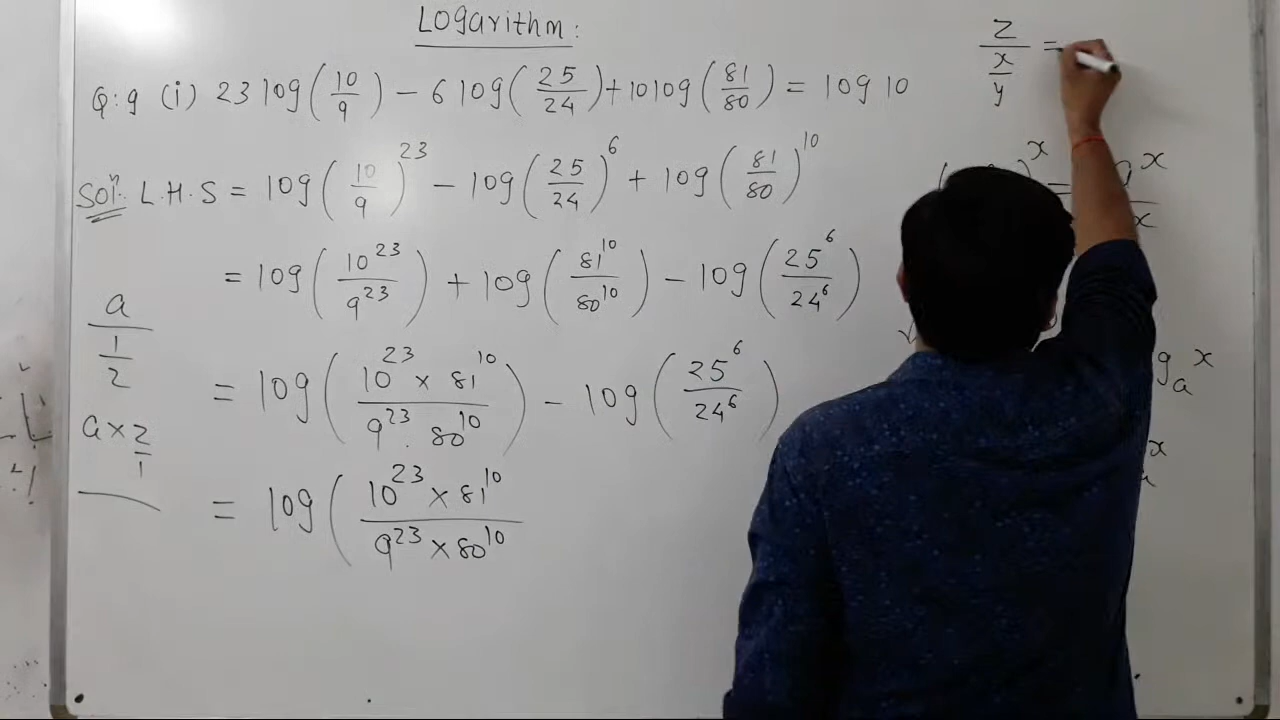 Logarithm:
Q:9 (i) 23 log(10/9) - 6 log(25/24) + 10 log(81/80) = log 10
Solⁿ: L.H.S = log(10/9)^23 - log(25/24)^6 + log(81/80)^10
= log(10^23/9^23) + log(81^10/80^10) - log(25^6/24^6)
= log(10^23 × 81^10 / 9^23 . 80^10) - log(25^6/24^6)
= log(10^23 × 81^10 / 9^23 × 80^10
a
1
2
a × 2
1
z
x
y
=
)^x =
x
x
g_a x
x